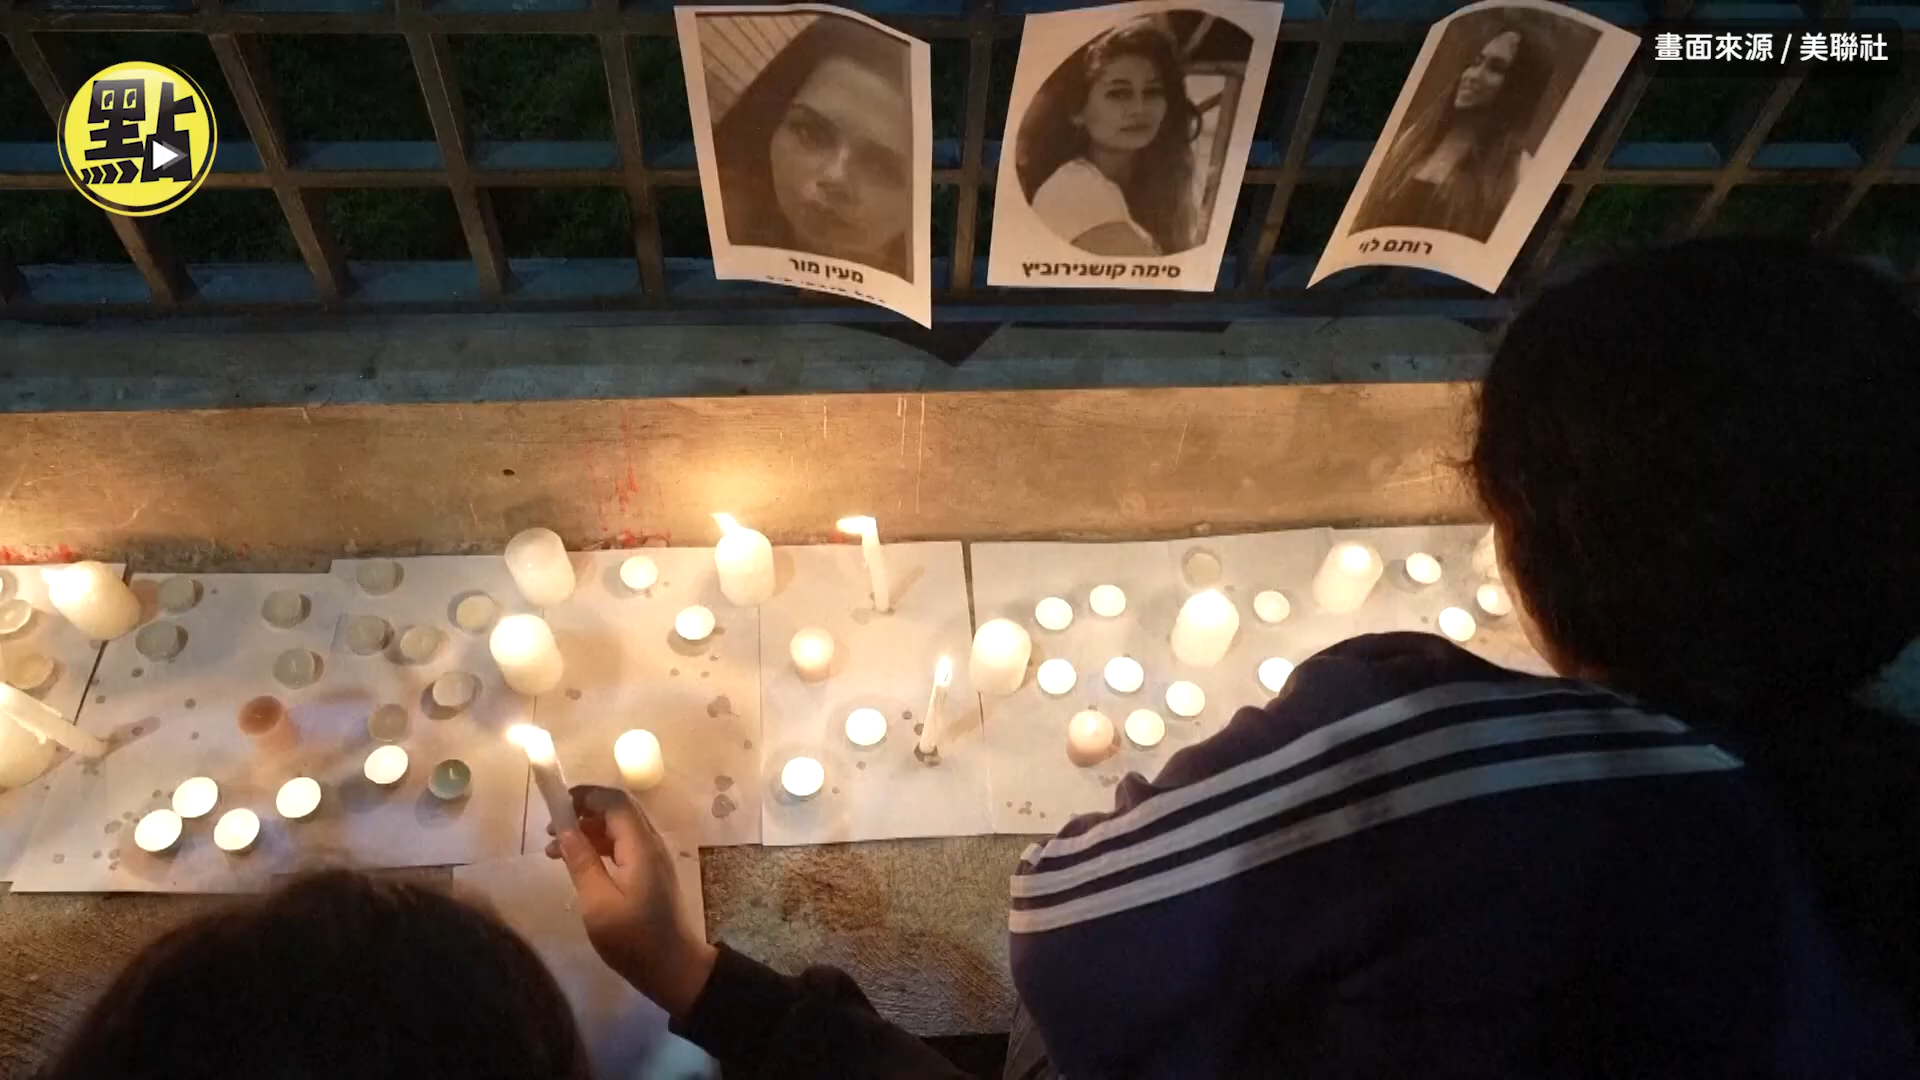 點
畫面來源 / 美聯社
מעין מור
סימה קושנירוביץ
רותם לוי